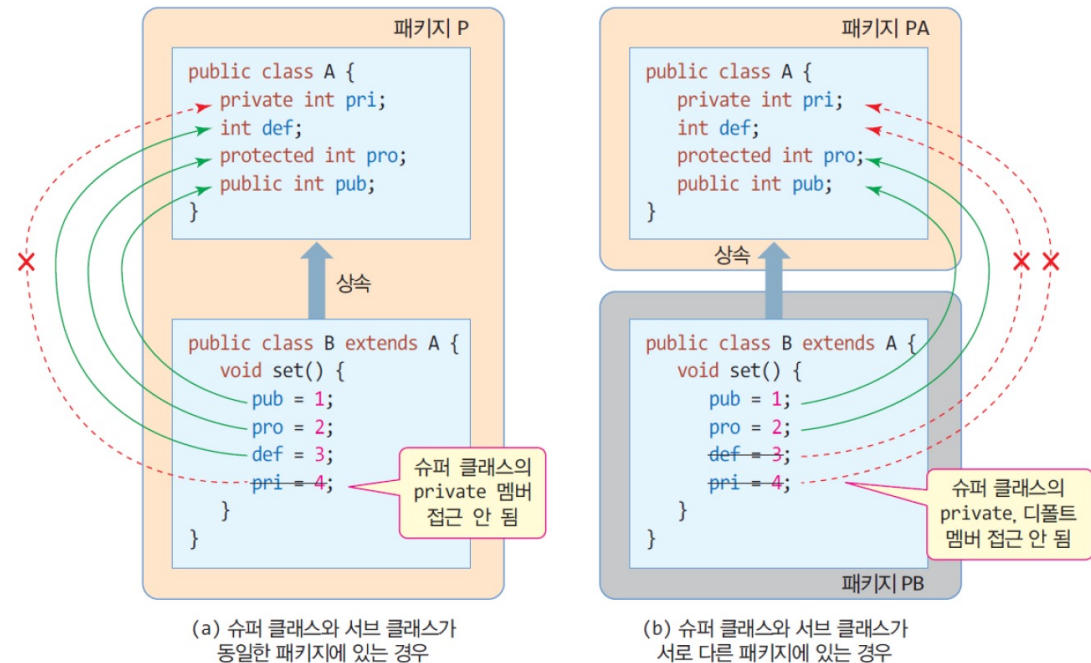 패키지 P
public class A {
private int pri;
int def;
protected int pro;
public int pub;
}
상속
public class B extends A {
void set() {
pub = 1;
pro = 2;
def = 3;
pri = 4;
}
}
슈퍼 클래스의
private 멤버
접근 안 됨
(a) 슈퍼 클래스와 서브 클래스가
동일한 패키지에 있는 경우
패키지 PA
public class A {
private int pri;
int def;
protected int pro;
public int pub;
}
상속
public class B extends A {
void set() {
pub = 1;
pro = 2;
def = 3;
pri = 4;
}
}
슈퍼 클래스의
private, 디폴트
멤버 접근 안 됨
패키지 PB
(b) 슈퍼 클래스와 서브 클래스가
서로 다른 패키지에 있는 경우